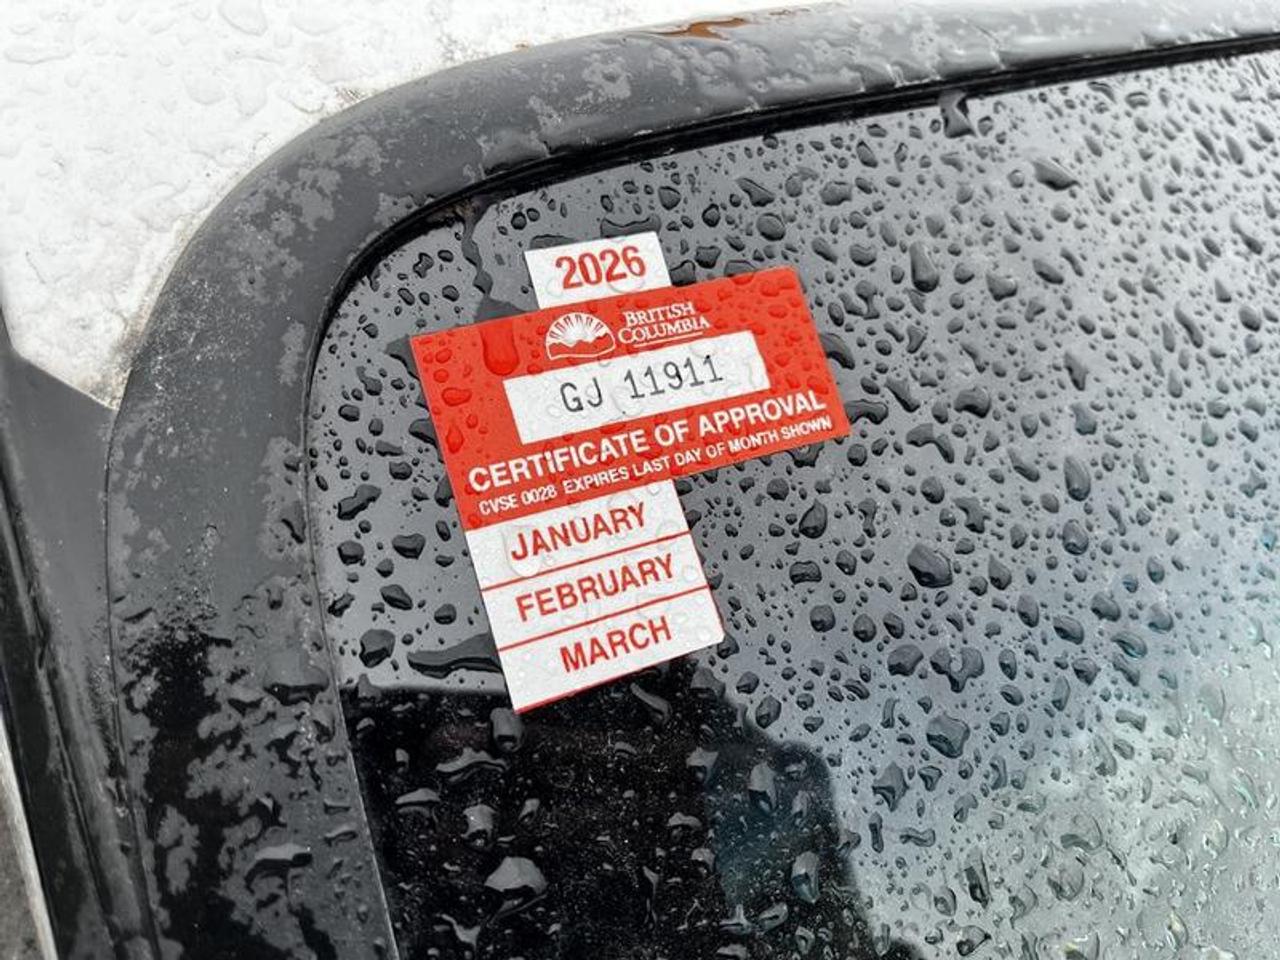 2026
BRITISH
COLUMBIA
GJ 11911
CERTIFICATE OF APPROVAL
CVSE 0028 EXPIRES LAST DAY OF MONTH SHOWN
JANUARY
FEBRUARY
MARCH